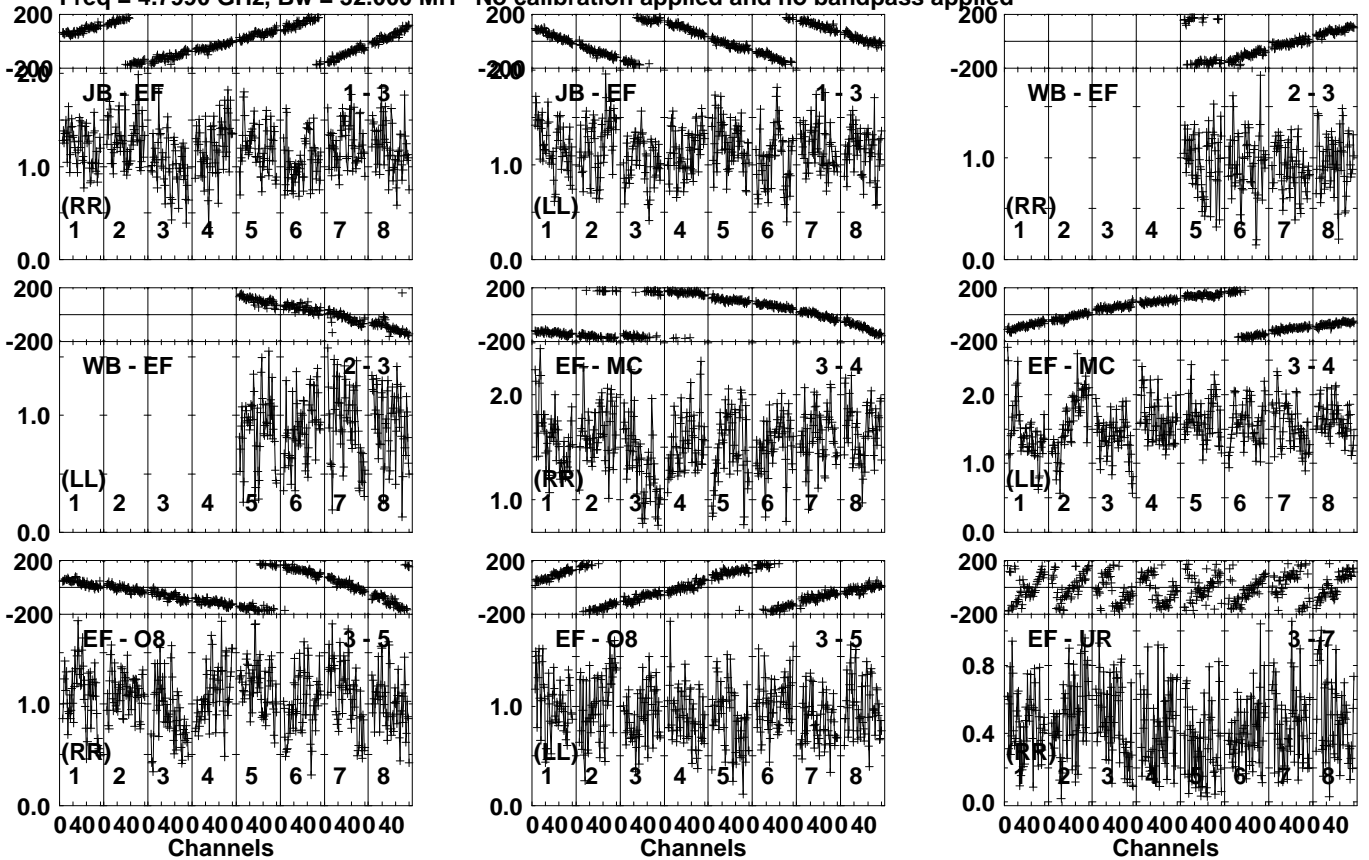 Freq = 4.7990 GHz, Bw = 32.000 MH No calibration applied and no bandpass applied
200 200 200
-200 -200 -200
2.0 2.0
JB - EF 1 - 3 JB - EF 1 - 3 WB - EF 2 - 3
1.0 1.0 1.0
(RR) (LL) (RR)
1 2 3 4 5 6 7 8 1 2 3 4 5 6 7 8 1 2 3 4 5 6 7 8
0.0 0.0 0.0
200 200 200
-200 -200 -200
WB - EF 2 - 3 EF - MC 3 - 4 EF - MC 3 - 4
1.0 2.0 2.0
1.0 1.0
(LL) (RR) (LL)
1 2 3 4 5 6 7 8 1 2 3 4 5 6 7 8 1 2 3 4 5 6 7 8
0.0 0.0
200 200 200
-200 -200 -200
EF - O8 3 - 5 EF - O8 3 - 5 EF - UR 3 - 7
1.0 1.0 0.8
0.4
(RR) (LL) (RR)
1 2 3 4 5 6 7 8 1 2 3 4 5 6 7 8 1 2 3 4 5 6 7 8
0.0 0.0 0.0
0 40 0 40 0 40 0 40 0 40 0 40 0 40 0 40 0 40 0 40 0 40 0 40 0 40 0 40 0 40 0 40 0 40 0 40 0 40 0 40 0 40 0 40 0 40 0 40
Channels Channels Channels